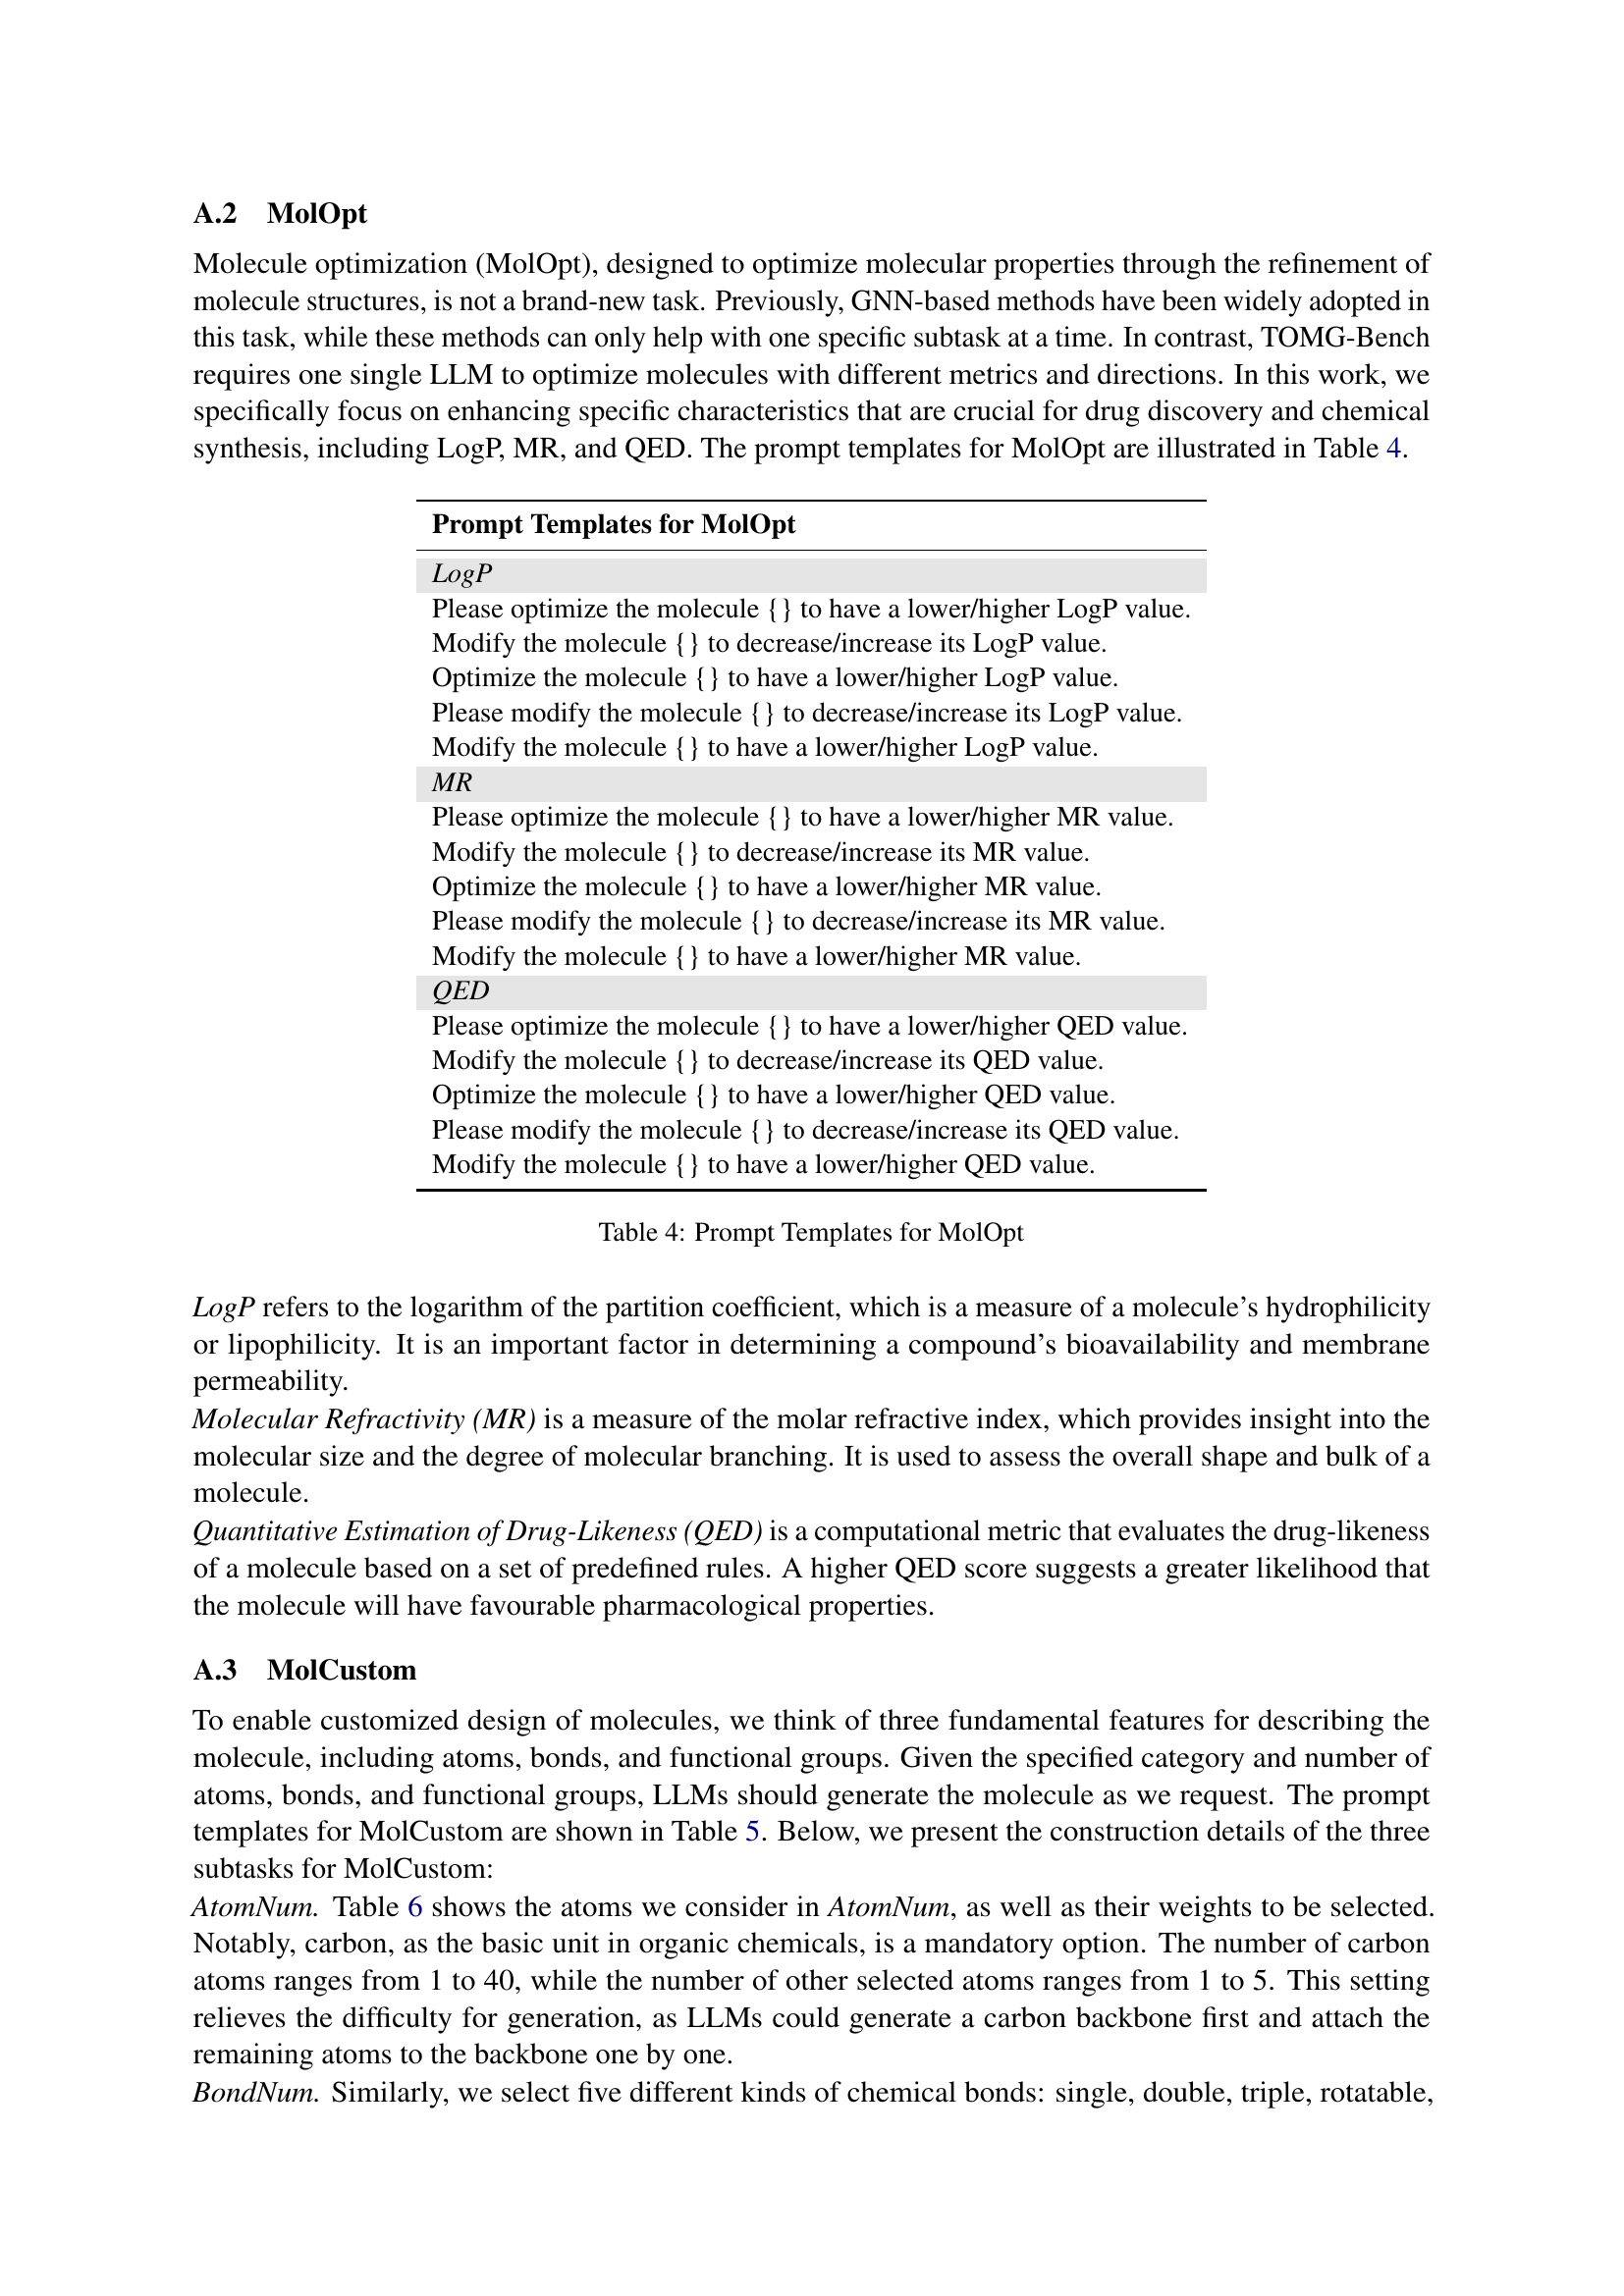 A.2 MolOpt
Molecule optimization (MolOpt), designed to optimize molecular properties through the refinement of
molecule structures, is not a brand-new task. Previously, GNN-based methods have been widely adopted in
this task, while these methods can only help with one specific subtask at a time. In contrast, TOMG-Bench
requires one single LLM to optimize molecules with different metrics and directions. In this work, we
specifically focus on enhancing specific characteristics that are crucial for drug discovery and chemical
synthesis, including LogP, MR, and QED. The prompt templates for MolOpt are illustrated in Table 4.
Prompt Templates for MolOpt
LogP
Please optimize the molecule {} to have a lower/higher LogP value.
Modify the molecule {} to decrease/increase its LogP value.
Optimize the molecule {} to have a lower/higher LogP value.
Please modify the molecule {} to decrease/increase its LogP value.
Modify the molecule {} to have a lower/higher LogP value.
MR
Please optimize the molecule {} to have a lower/higher MR value.
Modify the molecule {} to decrease/increase its MR value.
Optimize the molecule {} to have a lower/higher MR value.
Please modify the molecule {} to decrease/increase its MR value.
Modify the molecule {} to have a lower/higher MR value.
QED
Please optimize the molecule {} to have a lower/higher QED value.
Modify the molecule {} to decrease/increase its QED value.
Optimize the molecule {} to have a lower/higher QED value.
Please modify the molecule {} to decrease/increase its QED value.
Modify the molecule {} to have a lower/higher QED value.
Table 4: Prompt Templates for MolOpt
LogP refers to the logarithm of the partition coefficient, which is a measure of a molecule's hydrophilicity
or lipophilicity. It is an important factor in determining a compound's bioavailability and membrane
permeability.
Molecular Refractivity (MR) is a measure of the molar refractive index, which provides insight into the
molecular size and the degree of molecular branching. It is used to assess the overall shape and bulk of a
molecule.
Quantitative Estimation of Drug-Likeness (QED) is a computational metric that evaluates the drug-likeness
of a molecule based on a set of predefined rules. A higher QED score suggests a greater likelihood that
the molecule will have favourable pharmacological properties.
A.3 MolCustom
To enable customized design of molecules, we think of three fundamental features for describing the
molecule, including atoms, bonds, and functional groups. Given the specified category and number of
atoms, bonds, and functional groups, LLMs should generate the molecule as we request. The prompt
templates for MolCustom are shown in Table 5. Below, we present the construction details of the three
subtasks for MolCustom:
AtomNum. Table 6 shows the atoms we consider in AtomNum, as well as their weights to be selected.
Notably, carbon, as the basic unit in organic chemicals, is a mandatory option. The number of carbon
atoms ranges from 1 to 40, while the number of other selected atoms ranges from 1 to 5. This setting
relieves the difficulty for generation, as LLMs could generate a carbon backbone first and attach the
remaining atoms to the backbone one by one.
BondNum. Similarly, we select five different kinds of chemical bonds: single, double, triple, rotatable,